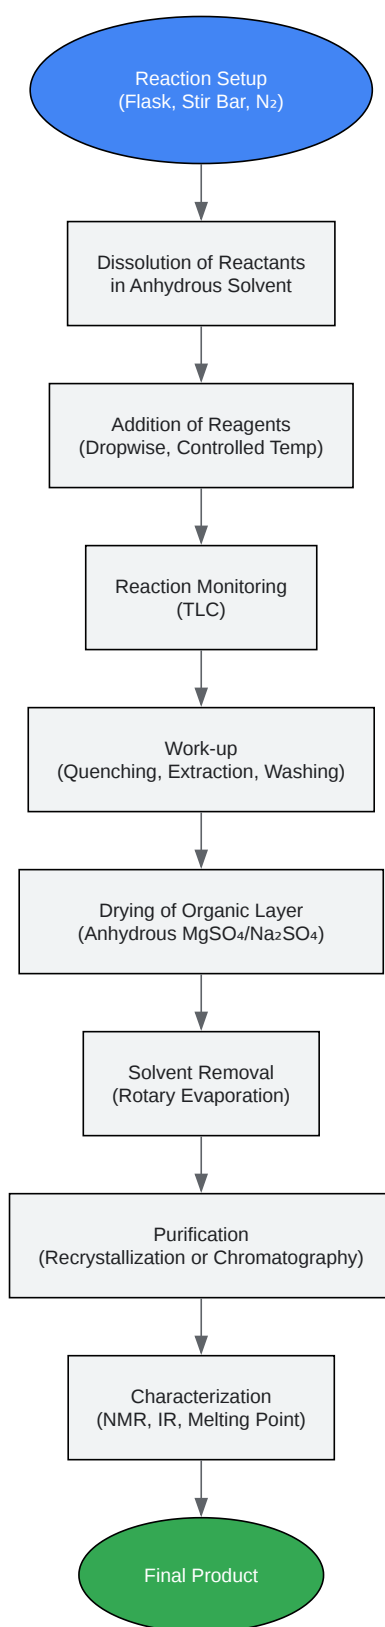 Reaction Setup
(Flask, Stir Bar, N₂)
Dissolution of Reactants
in Anhydrous Solvent
Addition of Reagents
(Dropwise, Controlled Temp)
Reaction Monitoring
(TLC)
Work-up
(Quenching, Extraction, Washing)
Drying of Organic Layer
(Anhydrous MgSO₄/Na₂SO₄)
Solvent Removal
(Rotary Evaporation)
Purification
(Recrystallization or Chromatography)
Characterization
(NMR, IR, Melting Point)
Final Product